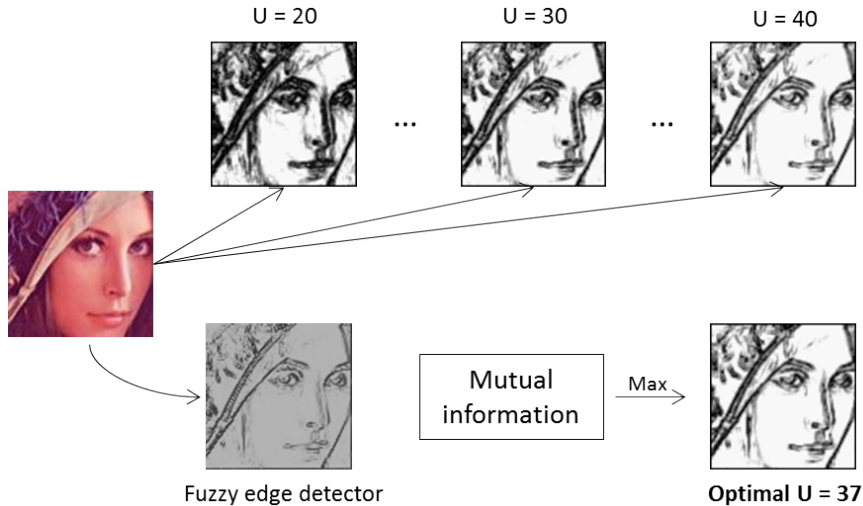 U = 20
U = 30
U = 40
...
...
Mutual
information
Max
Fuzzy edge detector
Optimal U = 37